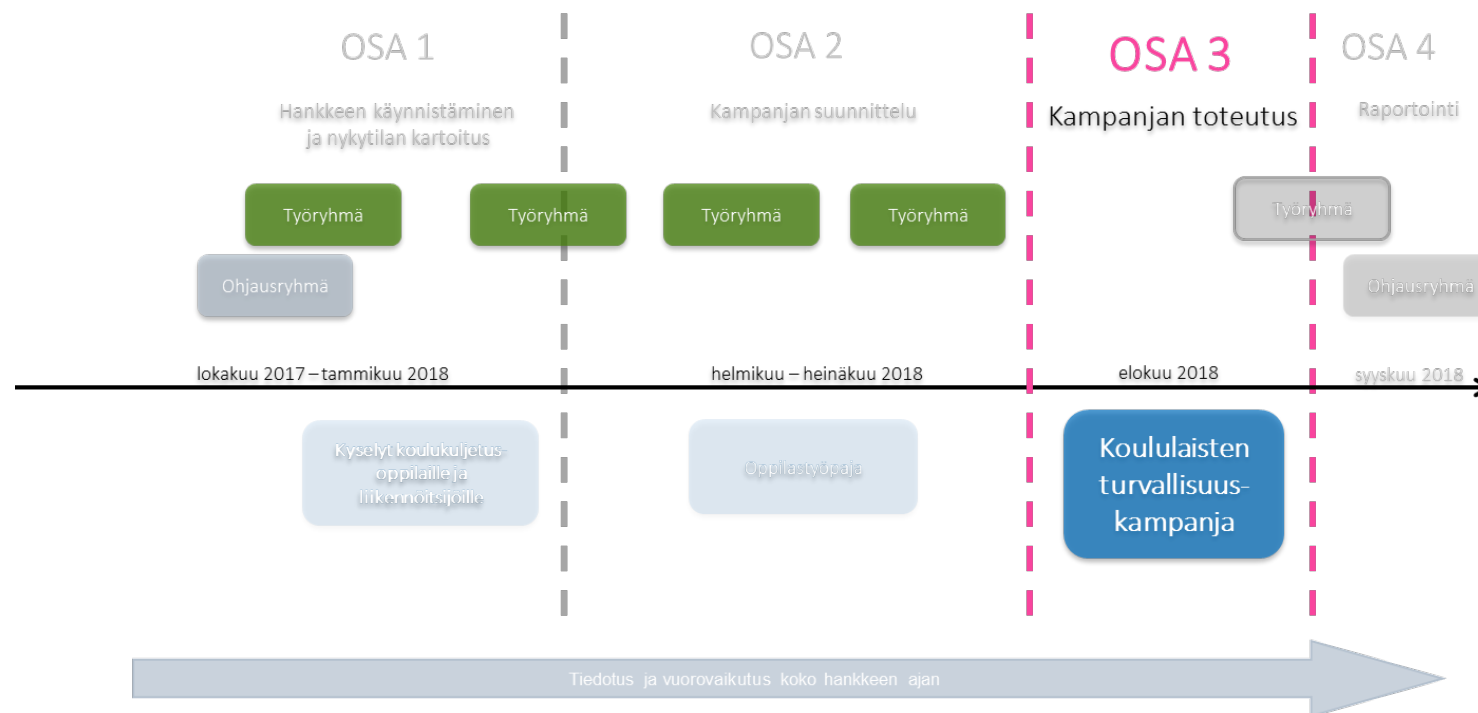 OSA 1
OSA 2
OSA 3
OSA 4
Hankkeen käynnistäminen
ja nykytilan kartoitus
Kampanjan suunnittelu
Kampanjan toteutus
Raportointi
Työryhmä
Työryhmä
Työryhmä
Työryhmä
Työryhmä
Ohjausryhmä
Ohjausryhmä
lokakuu 2017 – tammikuu 2018
helmikuu – heinäkuu 2018
elokuu 2018
syyskuu 2018
Kyselyt koulukuljetus-
oppilaille ja
liikennöitsijoille
Oppilastyöpaja
Koululaisten
turvallisuus-
kampanja
Tiedotus ja vuorovaikutus koko hankkeen ajan